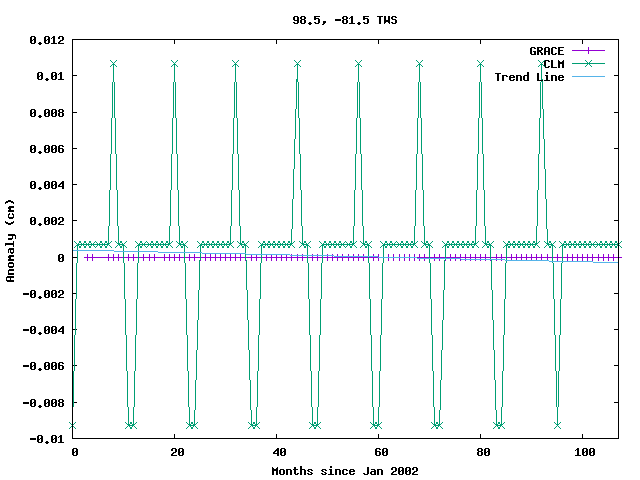 98.5, -81.5 TWS
GRACE
CLM
Trend Line
0.012
0.01
0.008
0.006
0.004
0.002
0
-0.002
-0.004
-0.006
-0.008
-0.01
Anomaly (cm)
0 20 40 60 80 100
Months since Jan 2002